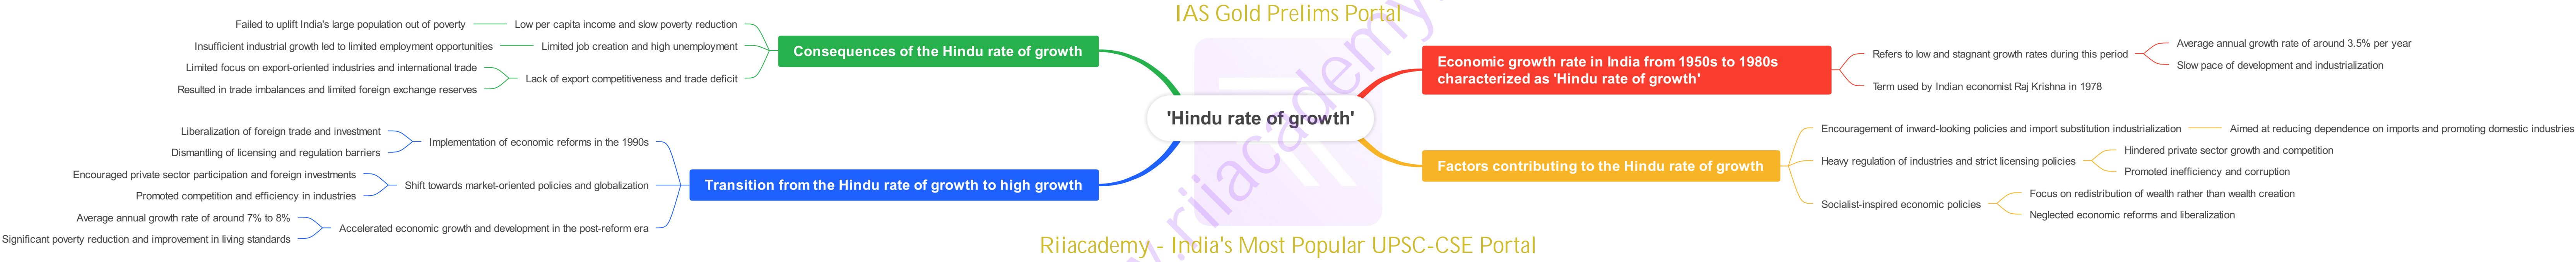 IAS Gold Prelims Portal
'Hindu rate of growth'
Economic growth rate in India from 1950s to 1980s
characterized as 'Hindu rate of growth'
Refers to low and stagnant growth rates during this period
Average annual growth rate of around 3.5% per year
Slow pace of development and industrialization
Term used by Indian economist Raj Krishna in 1978
Factors contributing to the Hindu rate of growth
Encouragement of inward-looking policies and import substitution industrialization
Aimed at reducing dependence on imports and promoting domestic industries
Heavy regulation of industries and strict licensing policies
Hindered private sector growth and competition
Promoted inefficiency and corruption
Socialist-inspired economic policies
Focus on redistribution of wealth rather than wealth creation
Neglected economic reforms and liberalization
Consequences of the Hindu rate of growth
Low per capita income and slow poverty reduction
Failed to uplift India's large population out of poverty
Limited job creation and high unemployment
Insufficient industrial growth led to limited employment opportunities
Lack of export competitiveness and trade deficit
Limited focus on export-oriented industries and international trade
Resulted in trade imbalances and limited foreign exchange reserves
Transition from the Hindu rate of growth to high growth
Implementation of economic reforms in the 1990s
Liberalization of foreign trade and investment
Dismantling of licensing and regulation barriers
Shift towards market-oriented policies and globalization
Encouraged private sector participation and foreign investments
Promoted competition and efficiency in industries
Accelerated economic growth and development in the post-reform era
Average annual growth rate of around 7% to 8%
Significant poverty reduction and improvement in living standards
Riiacademy - India's Most Popular UPSC-CSE Portal
.riiacademy